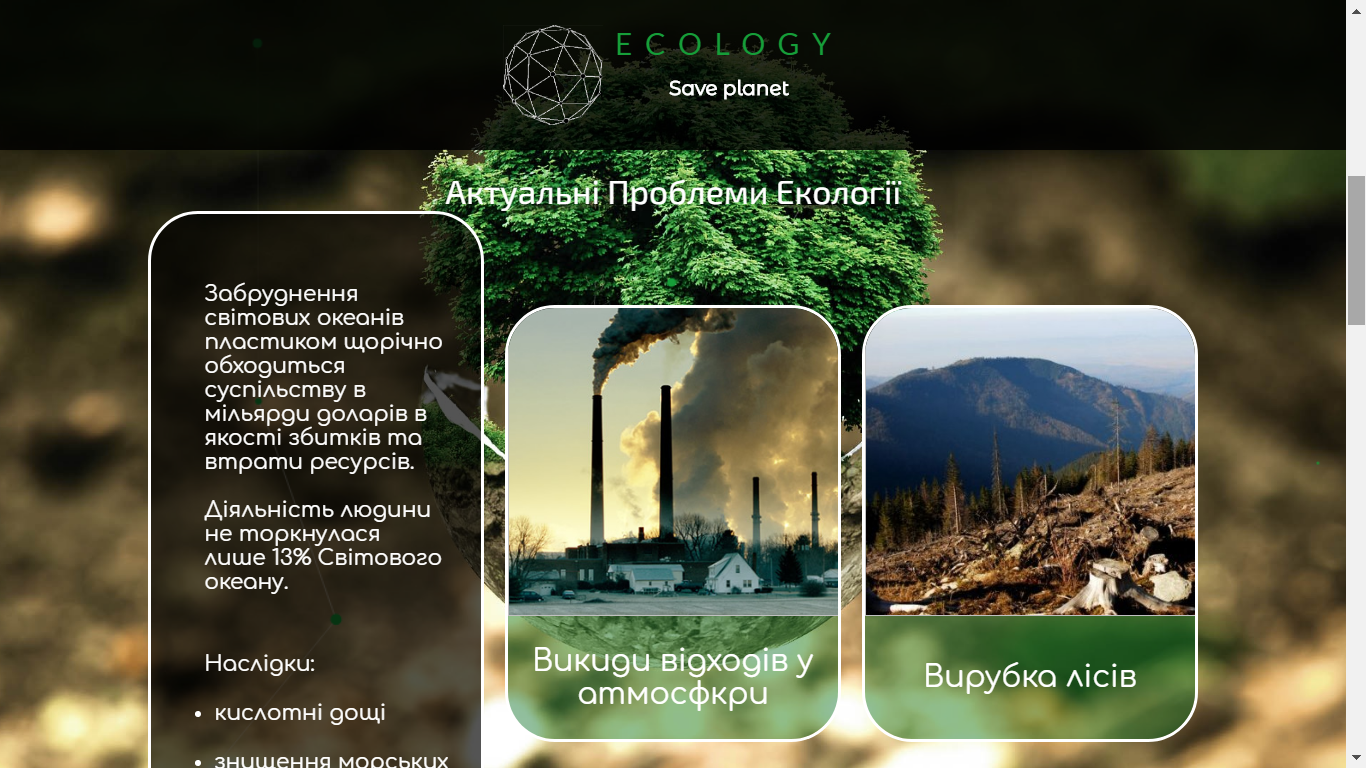 ECOLOGY
Save planet
Актуальні Проблеми Екології
Забруднення
світових океанів
пластиком щорічно
обходиться
суспільству в
мільярди доларів в
якості збитків та
втрати ресурсів.
Діяльність людини
не торкнулася
лише 13% Світового
океану.
Наслідки:
• кислотні дощі
• знищення морських
Викиди відходів у
атмосфкри
Вирубка лісів